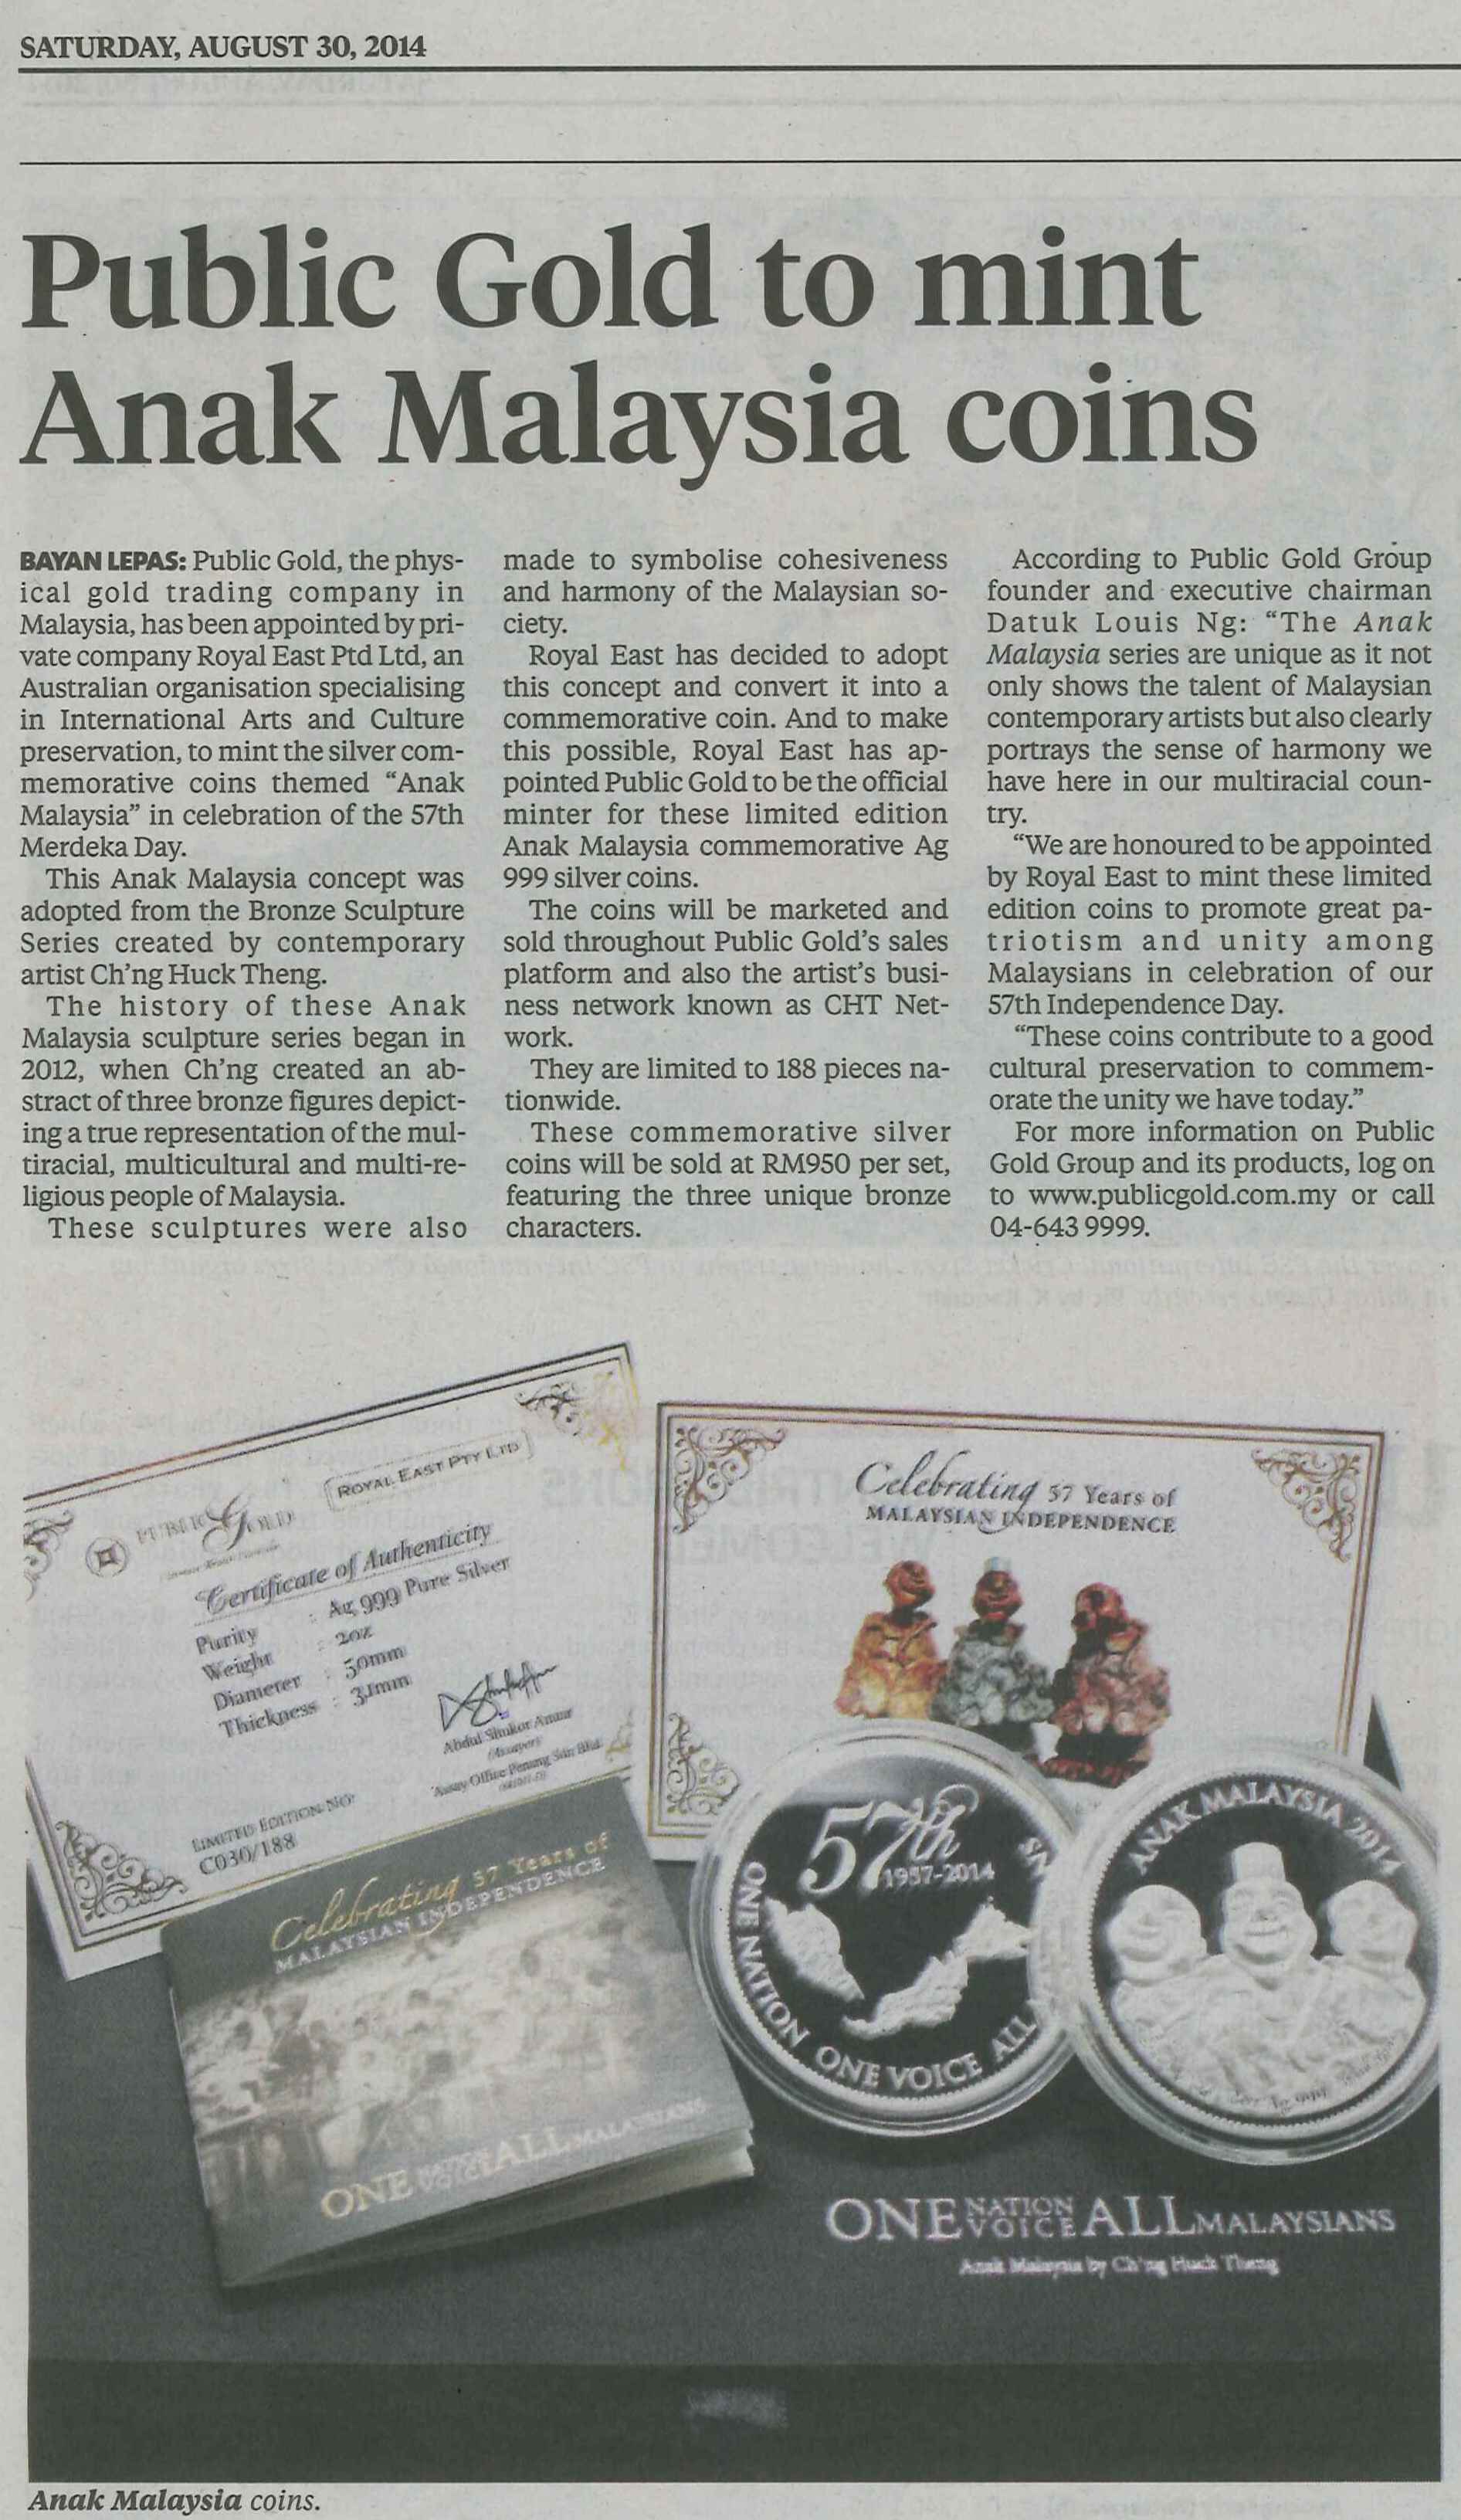 SATURDAY, AUGUST 30, 2014
Public Gold to mint
Anak Malaysia coins
BAYAN LEPAS: Public Gold, the phys-
ical gold trading company in
Malaysia, has been appointed by pri-
vate company Royal East Ptd Ltd, an
Australian organisation specialising
in International Arts and Culture
preservation, to mint the silver com-
memorative coins themed “Anak
Malaysia” in celebration of the 57th
Merdeka Day.
This Anak Malaysia concept was
adopted from the Bronze Sculpture
Series created by contemporary
artist Ch’ng Huck Theng.
The history of these Anak
Malaysia sculpture series began in
2012, when Ch’ng created an ab-
stract of three bronze figures depict-
ing a true representation of the mul-
tiracial, multicultural and multi-re-
ligious people of Malaysia.
These sculptures were also
made to symbolise cohesiveness
and harmony of the Malaysian so-
ciety.
Royal East has decided to adopt
this concept and convert it into a
commemorative coin. And to make
this possible, Royal East has ap-
pointed Public Gold to be the official
minter for these limited edition
Anak Malaysia commemorative Ag
999 silver coins.
The coins will be marketed and
sold throughout Public Gold’s sales
platform and also the artist’s busi-
ness network known as CHT Net-
work.
They are limited to 188 pieces na-
tionwide.
These commemorative silver
coins will be sold at RM950 per set,
featuring the three unique bronze
characters.
According to Public Gold Group
founder and executive chairman
Datuk Louis Ng: “The Anak
Malaysia series are unique as it not
only shows the talent of Malaysian
contemporary artists but also clearly
portrays the sense of harmony we
have here in our multiracial coun-
try.
“We are honoured to be appointed
by Royal East to mint these limited
edition coins to promote great pa-
triotism and unity among
Malaysians in celebration of our
57th Independence Day.
“These coins contribute to a good
cultural preservation to commem-
orate the unity we have today.”
For more information on Public
Gold Group and its products, log on
to www.publicgold.com.my or call
04-643 9999.
PUBLIC GOLD
ROYAL EAST PTY LTD
Certificate of Authenticity
Purity : Ag 999 Pure Silver
Weight : 2oz
Diameter : 50mm
Thickness : 3.1mm
Abdul Shukor Anuar
(Assayer)
Assay Office Penang Sdn Bhd
LIMITED EDITION NO
C030/188
Celebrating 57 Years of
MALAYSIAN INDEPENDENCE
Celebrating 57 Years of
MALAYSIAN INDEPENDENCE
ONE NATION VOICE ALL MALAYSIANS
57th
1957-2014
ONE NATION ONE VOICE ALL
ANAK MALAYSIA 2014
ONE NATION VOICE ALL MALAYSIANS
Anak Malaysia by Ch'ng Huck Theng
Anak Malaysia coins.